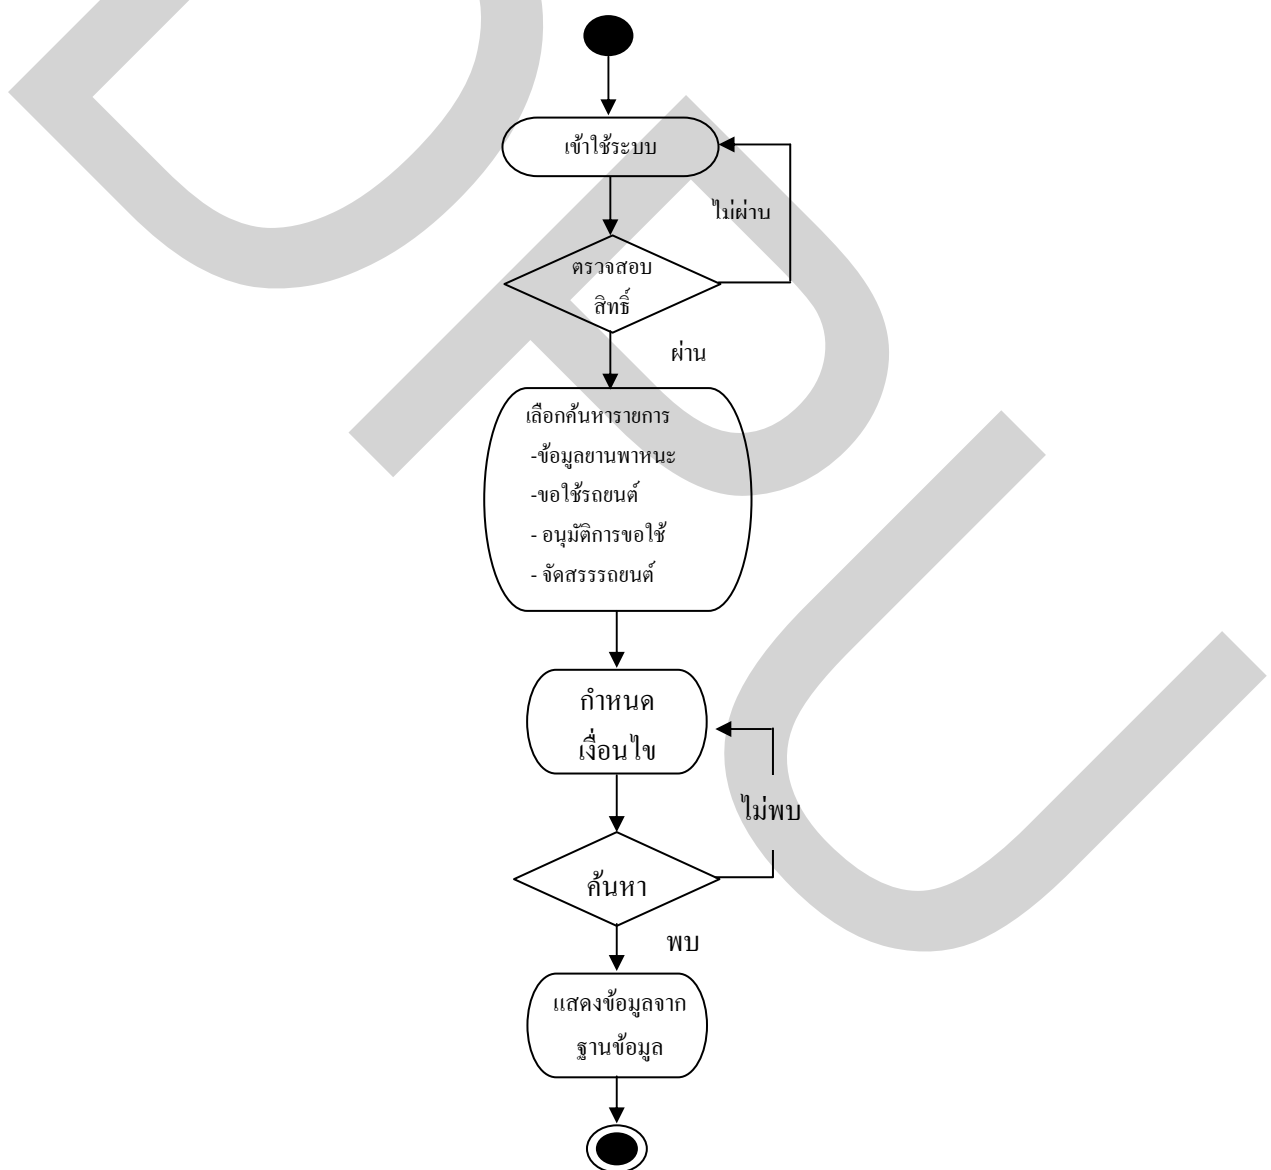 เข้าใช้ระบบ
ไม่ผ่าบ
ตรวจสอบ
สิทธิ์
ผ่าน
เลือกค้นหารายการ
-ข้อมูลยานพาหนะ
-ขอใช้รถยนต์
- อนุมัติการขอใช้
- จัดสรรรถยนต์
กำหนด
เงื่อนไข
ไม่พบ
ค้นหา
พบ
แสดงข้อมูลจาก
ฐานข้อมูล
DPU